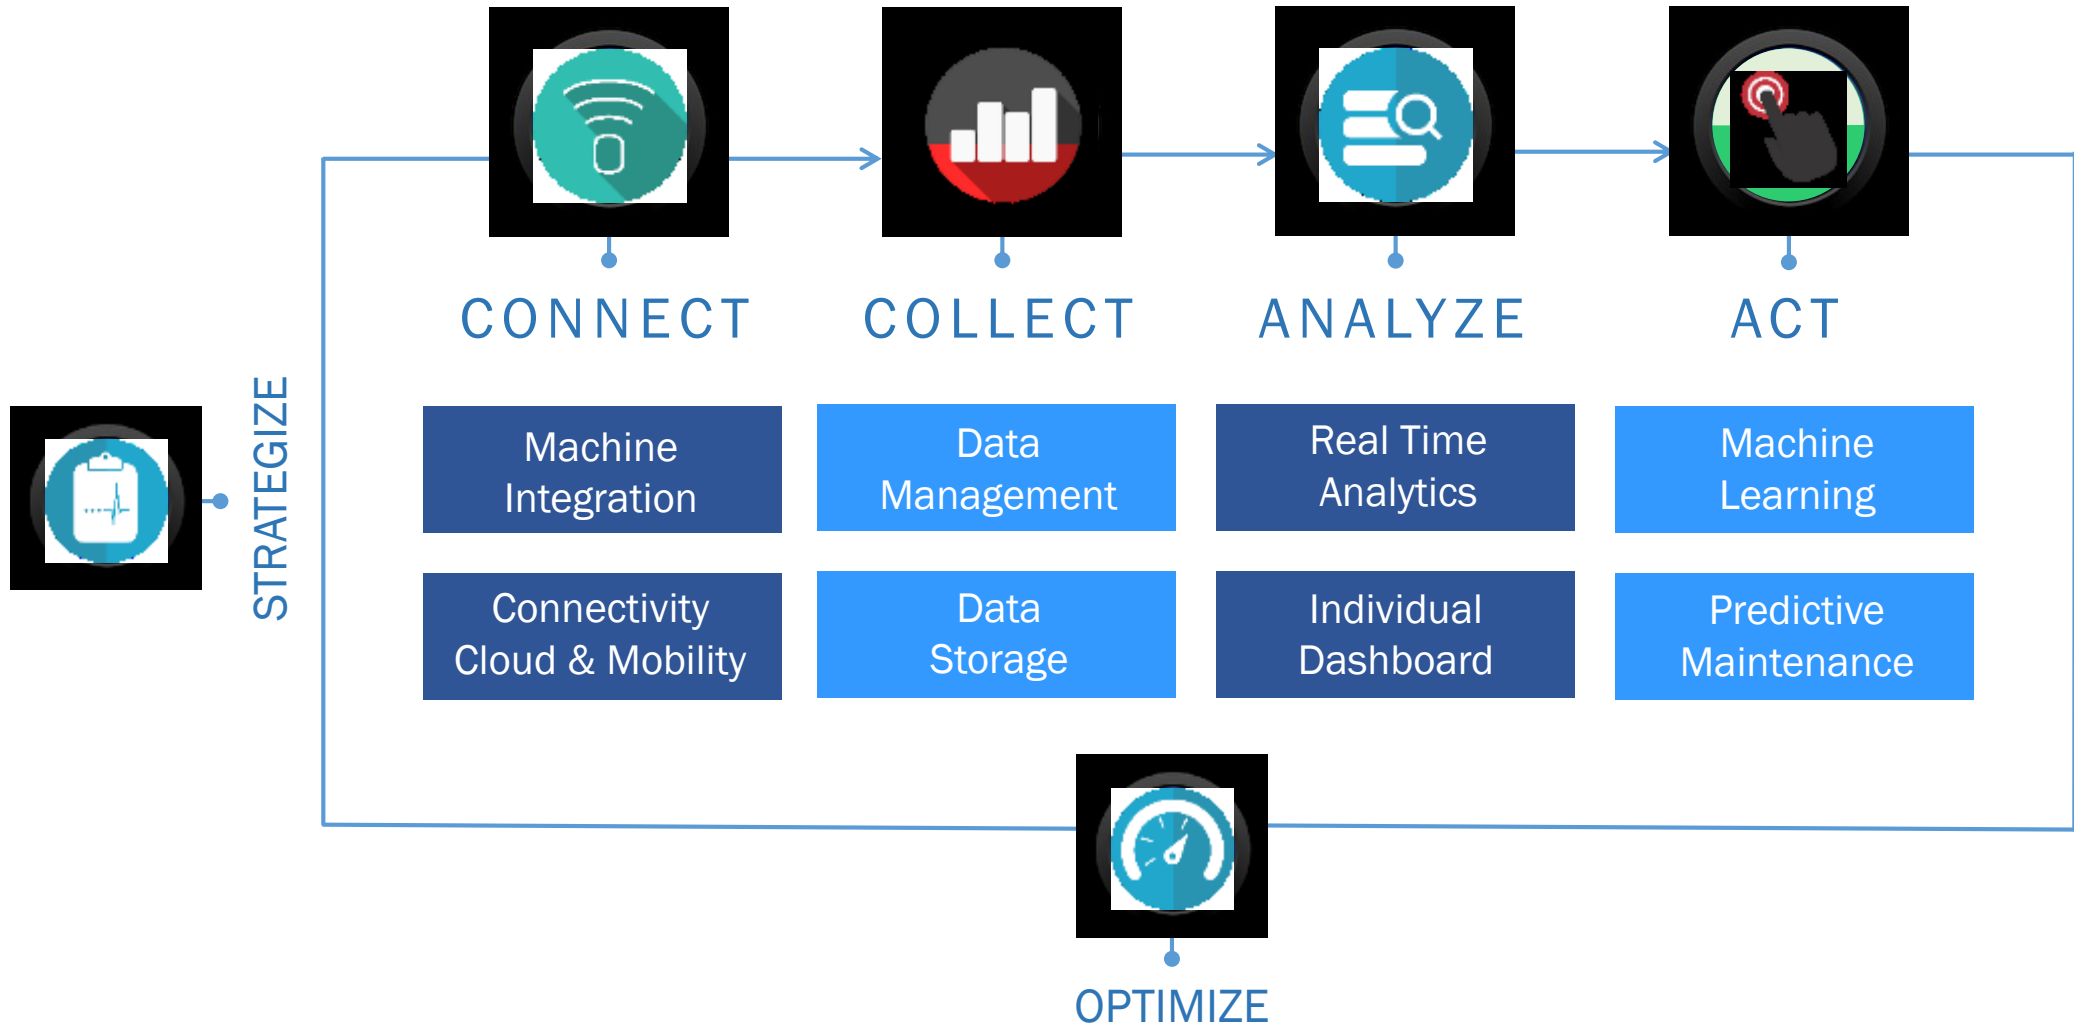 CONNECT
COLLECT
ANALYZE
ACT
STRATEGIZE
Machine
Integration
Data
Management
Real Time
Analytics
Machine
Learning
Connectivity
Cloud & Mobility
Data
Storage
Individual
Dashboard
Predictive
Maintenance
OPTIMIZE